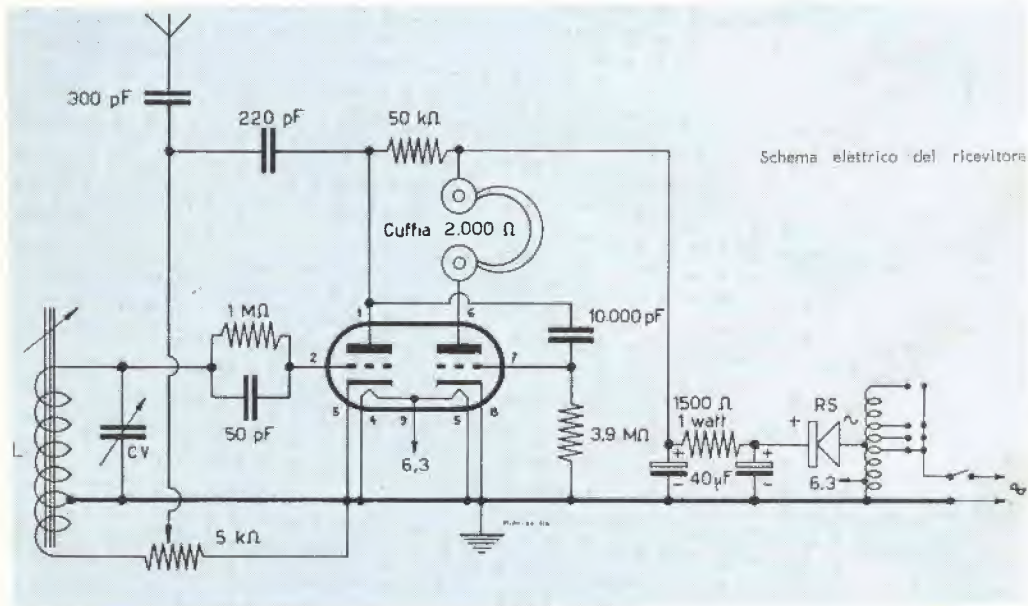 300 pF
220 pF
50 kΩ
Schema elettrico del ricevitore
Cuffia 2.000 Ω
1 MΩ
1
6
10.000 pF
2
7
50 pF
3
4
9
5
8
1500 Ω
1 watt
RS
+
3,9 MΩ
6,3
L
CV
+
+
40µF
-
-
6.3
5 kΩ